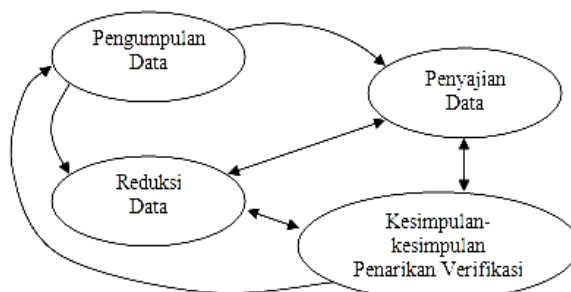 Pengumpulan
Data
Penyajian
Data
Reduksi
Data
Kesimpulan-
kesimpulan
Penarikan Verifikasi